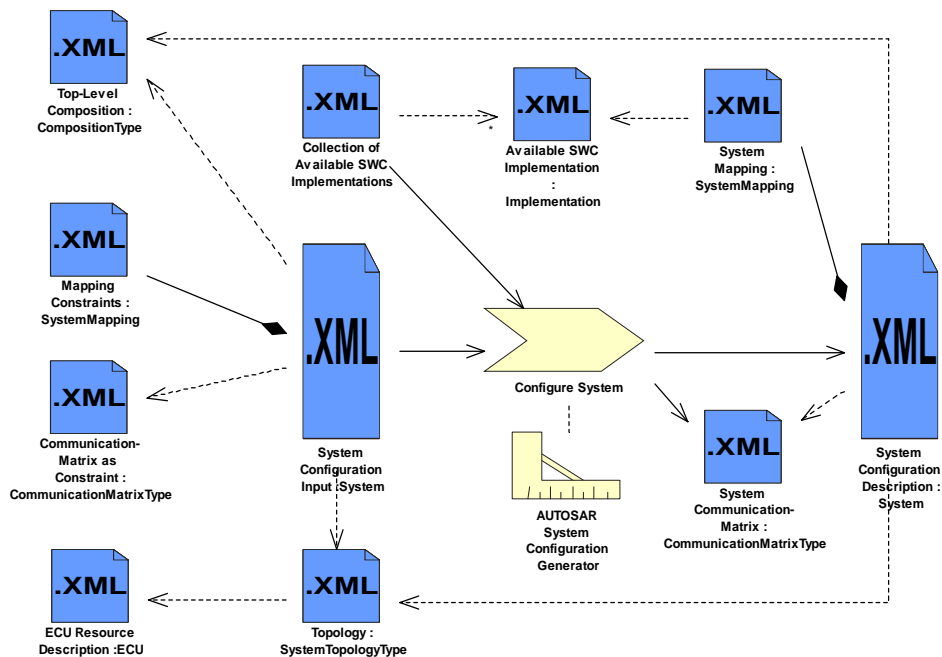 .XML
Top-Level
Composition :
CompositionType
.XML
Collection of
Available SWC
Implementations
*
.XML
Available SWC
Implementation
:
Implementation
.XML
System
Mapping :
SystemMapping
.XML
Mapping
Constraints :
SystemMapping
.XML
Communication-
Matrix as
Constraint :
CommunicationMatrixType
.XML
System
Configuration
Input :System
Configure System
AUTOSAR
System
Configuration
Generator
.XML
System
Communication-
Matrix :
CommunicationMatrixType
.XML
System
Configuration
Description :
System
.XML
ECU Resource
Description :ECU
.XML
Topology :
SystemTopologyType